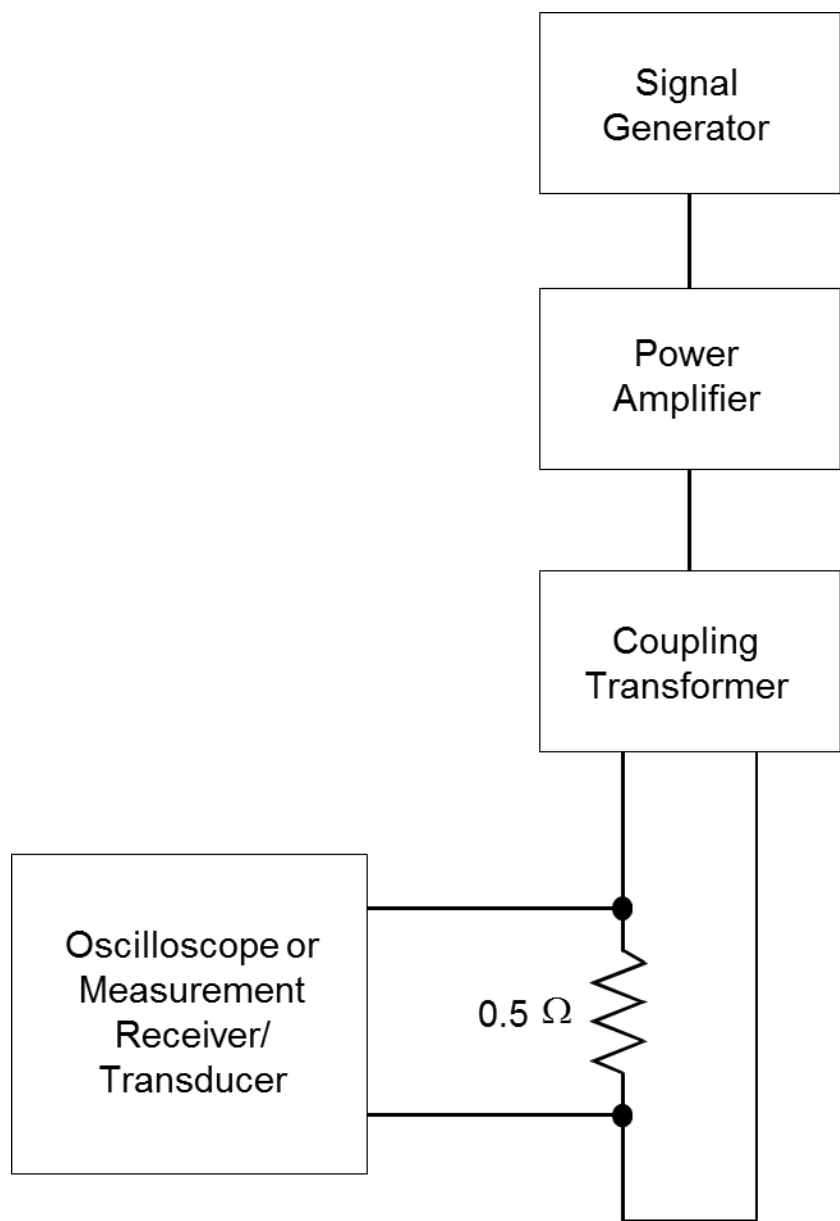 Signal
Generator
Power
Amplifier
Coupling
Transformer
Oscilloscope or
Measurement
Receiver/
Transducer
0.5 Ω